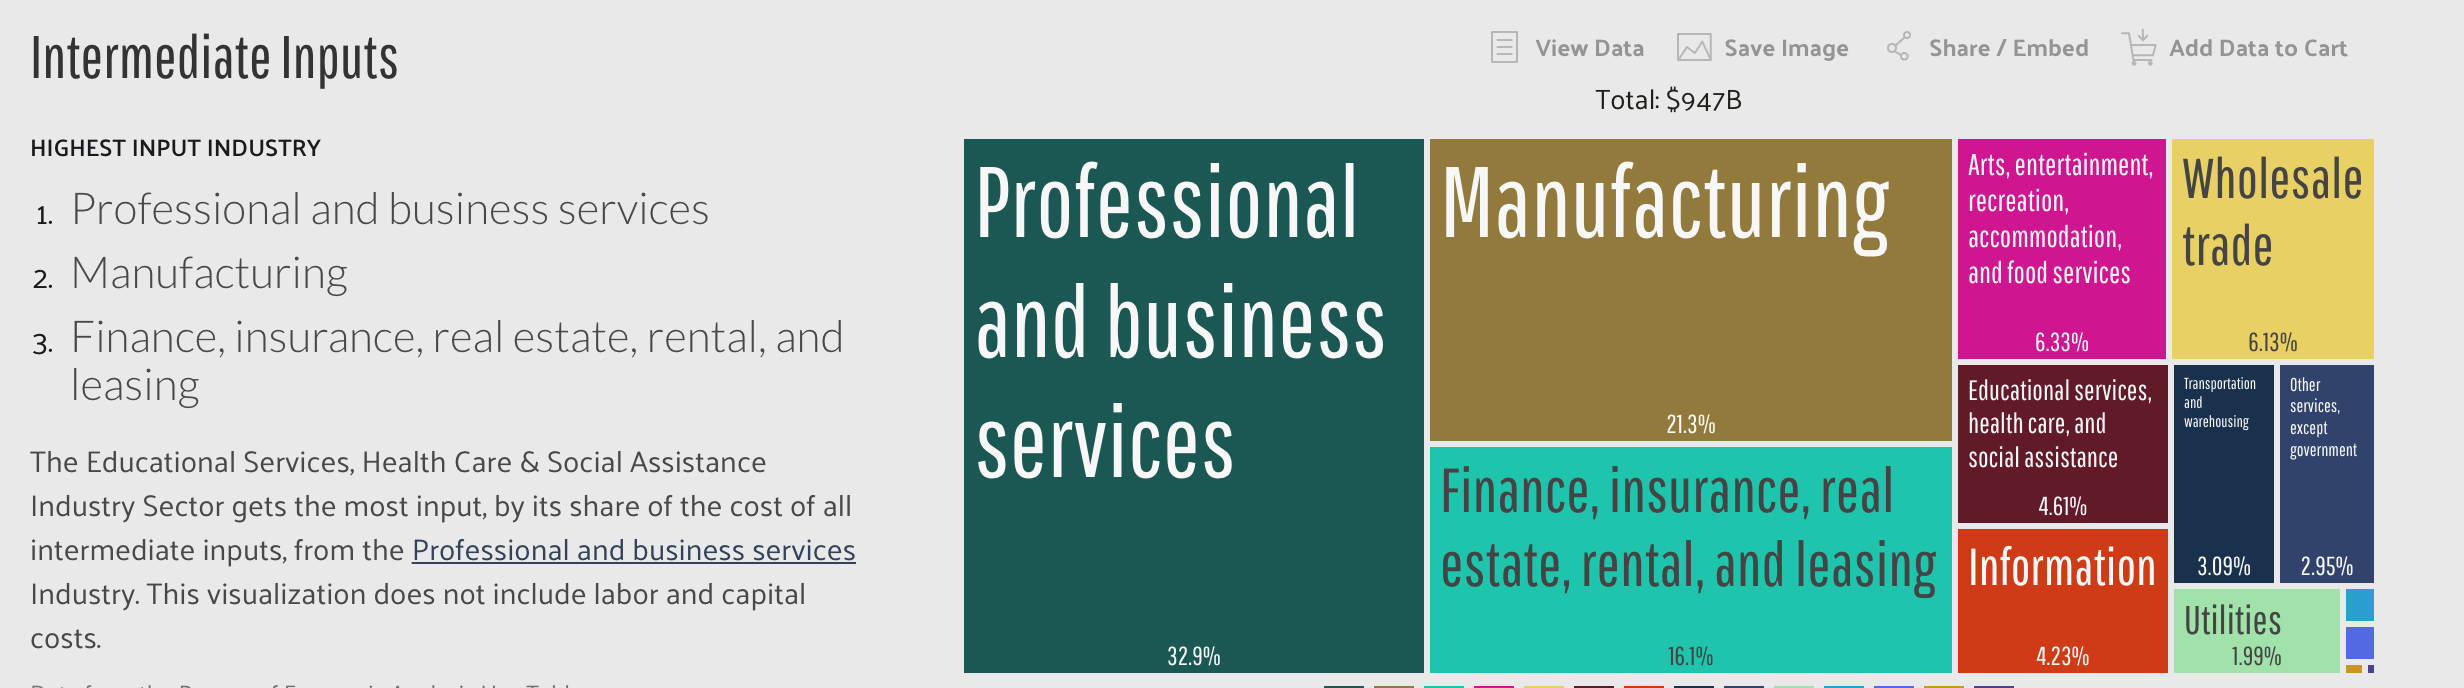 Intermediate Inputs
View Data
Save Image
Share / Embed
Add Data to Cart
Total: $947B
HIGHEST INPUT INDUSTRY
1. Professional and business services
2. Manufacturing
3. Finance, insurance, real estate, rental, and
leasing
The Educational Services, Health Care & Social Assistance
Industry Sector gets the most input, by its share of the cost of all
intermediate inputs, from the Professional and business services
Industry. This visualization does not include labor and capital
costs.
Professional
and business
services
32.9%
Manufacturing
21.3%
Finance, insurance, real
estate, rental, and leasing
16.1%
Arts, entertainment,
recreation,
accommodation,
and food services
6.33%
Wholesale
trade
6.13%
Educational services,
health care, and
social assistance
4.61%
Information
4.23%
Transportation
and
warehousing
3.09%
Other
services,
except
government
2.95%
Utilities
1.99%